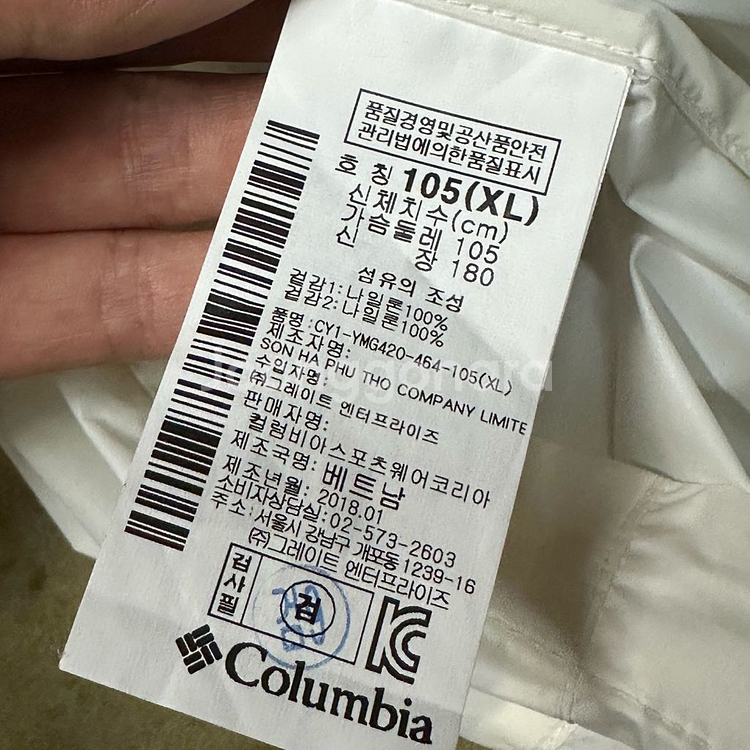 품질경영및공산품안전
관리법에의한품질표시
호 칭 105(XL)
신체치수(cm)
가슴둘레 105
신 장 180
섬유의 조성
겉감1: 나일론100%
겉감2: 나일론100%
품명: CY1-YMG420-464-105(XL)
제조자명:
SON HA PHU THO COMPANY LIMITE
수입자명:
㈜그레이트 엔터프라이즈
판매자명:
컬럼비아스포츠웨어코리아
제조국명: 베트남
제조년월: 2018.01
소비자상담실: 02-573-2603
주소: 서울시 강남구 개포동 1239-16
㈜그레이트 엔터프라이즈
검사필 검
Columbia
Joonggonara